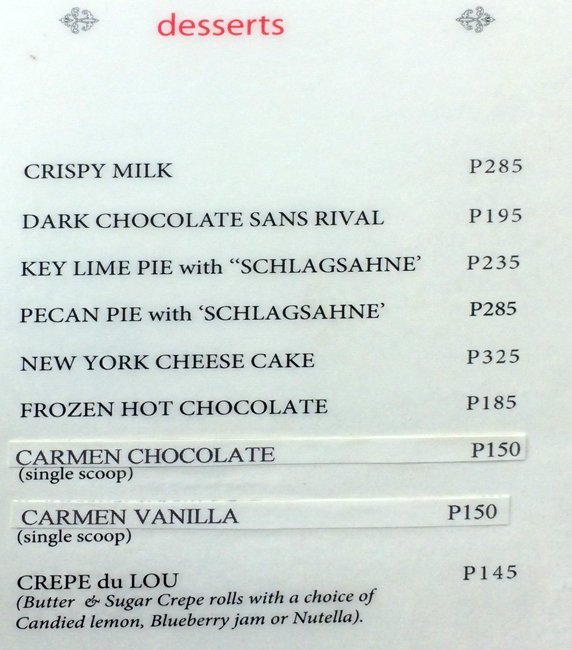 desserts
CRISPY MILK P285
DARK CHOCOLATE SANS RIVAL P195
KEY LIME PIE with “SCHLAGSAHNE’ P235
PECAN PIE with ‘SCHLAGSAHNE’ P285
NEW YORK CHEESE CAKE P325
FROZEN HOT CHOCOLATE P185
CARMEN CHOCOLATE P150
(single scoop)
CARMEN VANILLA P150
(single scoop)
CREPE du LOU P145
(Butter & Sugar Crepe rolls with a choice of
Candied lemon, Blueberry jam or Nutella).